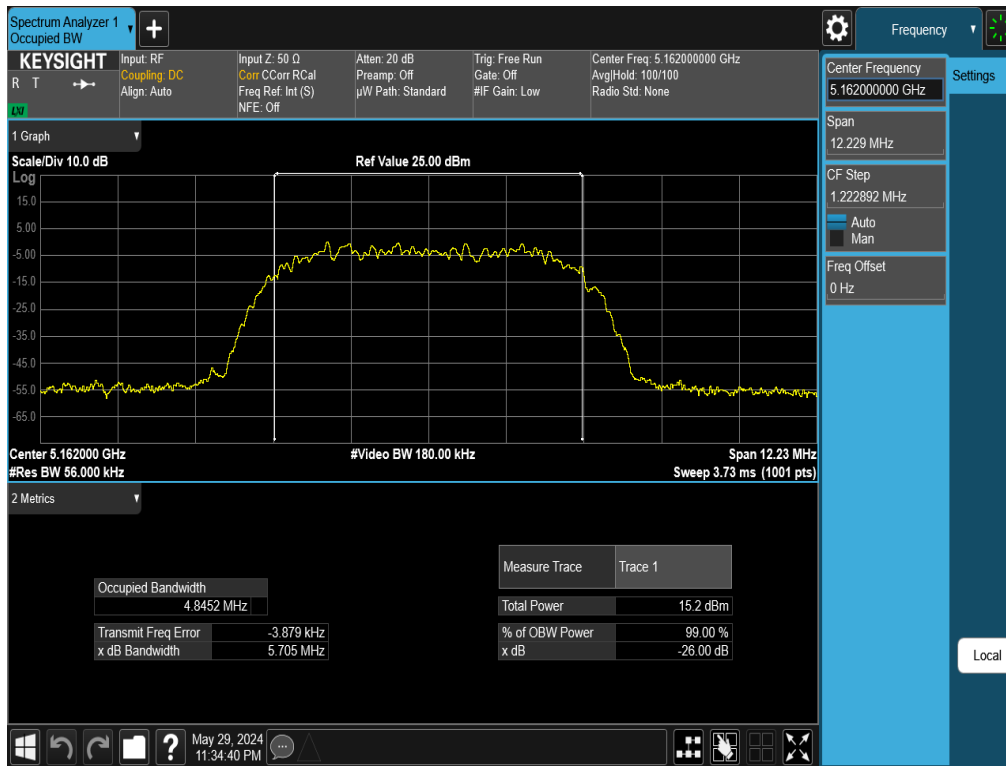 Spectrum Analyzer 1
Occupied BW
Frequency
KEYSIGHT
R T
LXI
Input: RF
Coupling: DC
Align: Auto
Input Z: 50 Ω
Corr CCorr RCal
Freq Ref: Int (S)
NFE: Off
Atten: 20 dB
Preamp: Off
µW Path: Standard
Trig: Free Run
Gate: Off
#IF Gain: Low
Center Freq: 5.162000000 GHz
Avg|Hold: 100/100
Radio Std: None
Center Frequency
5.162000000 GHz
Settings
Span
12.229 MHz
CF Step
1.222892 MHz
Auto
Man
Freq Offset
0 Hz
Local
1 Graph
Scale/Div 10.0 dB
Ref Value 25.00 dBm
Log
15.0
5.00
-5.00
-15.0
-25.0
-35.0
-45.0
-55.0
-65.0
Center 5.162000 GHz
#Video BW 180.00 kHz
Span 12.23 MHz
#Res BW 56.000 kHz
Sweep 3.73 ms (1001 pts)
2 Metrics
Occupied Bandwidth
4.8452 MHz
Transmit Freq Error -3.879 kHz
x dB Bandwidth 5.705 MHz
Measure Trace Trace 1
Total Power 15.2 dBm
% of OBW Power 99.00 %
x dB -26.00 dB
?
May 29, 2024
11:34:40 PM